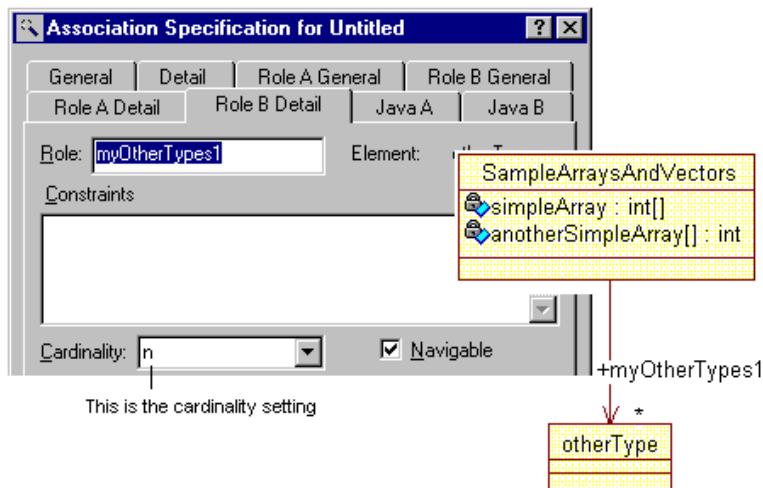 Association Specification for Untitled
General Detail Role A General Role B General
Role A Detail Role B Detail Java A Java B
Role: myOtherTypes1 Element:
Constraints
Cardinality: n Navigable
This is the cardinality setting
SampleArraysAndVectors
simpleArray : int[]
anotherSimpleArray[] : int
+myOtherTypes1
*
otherType